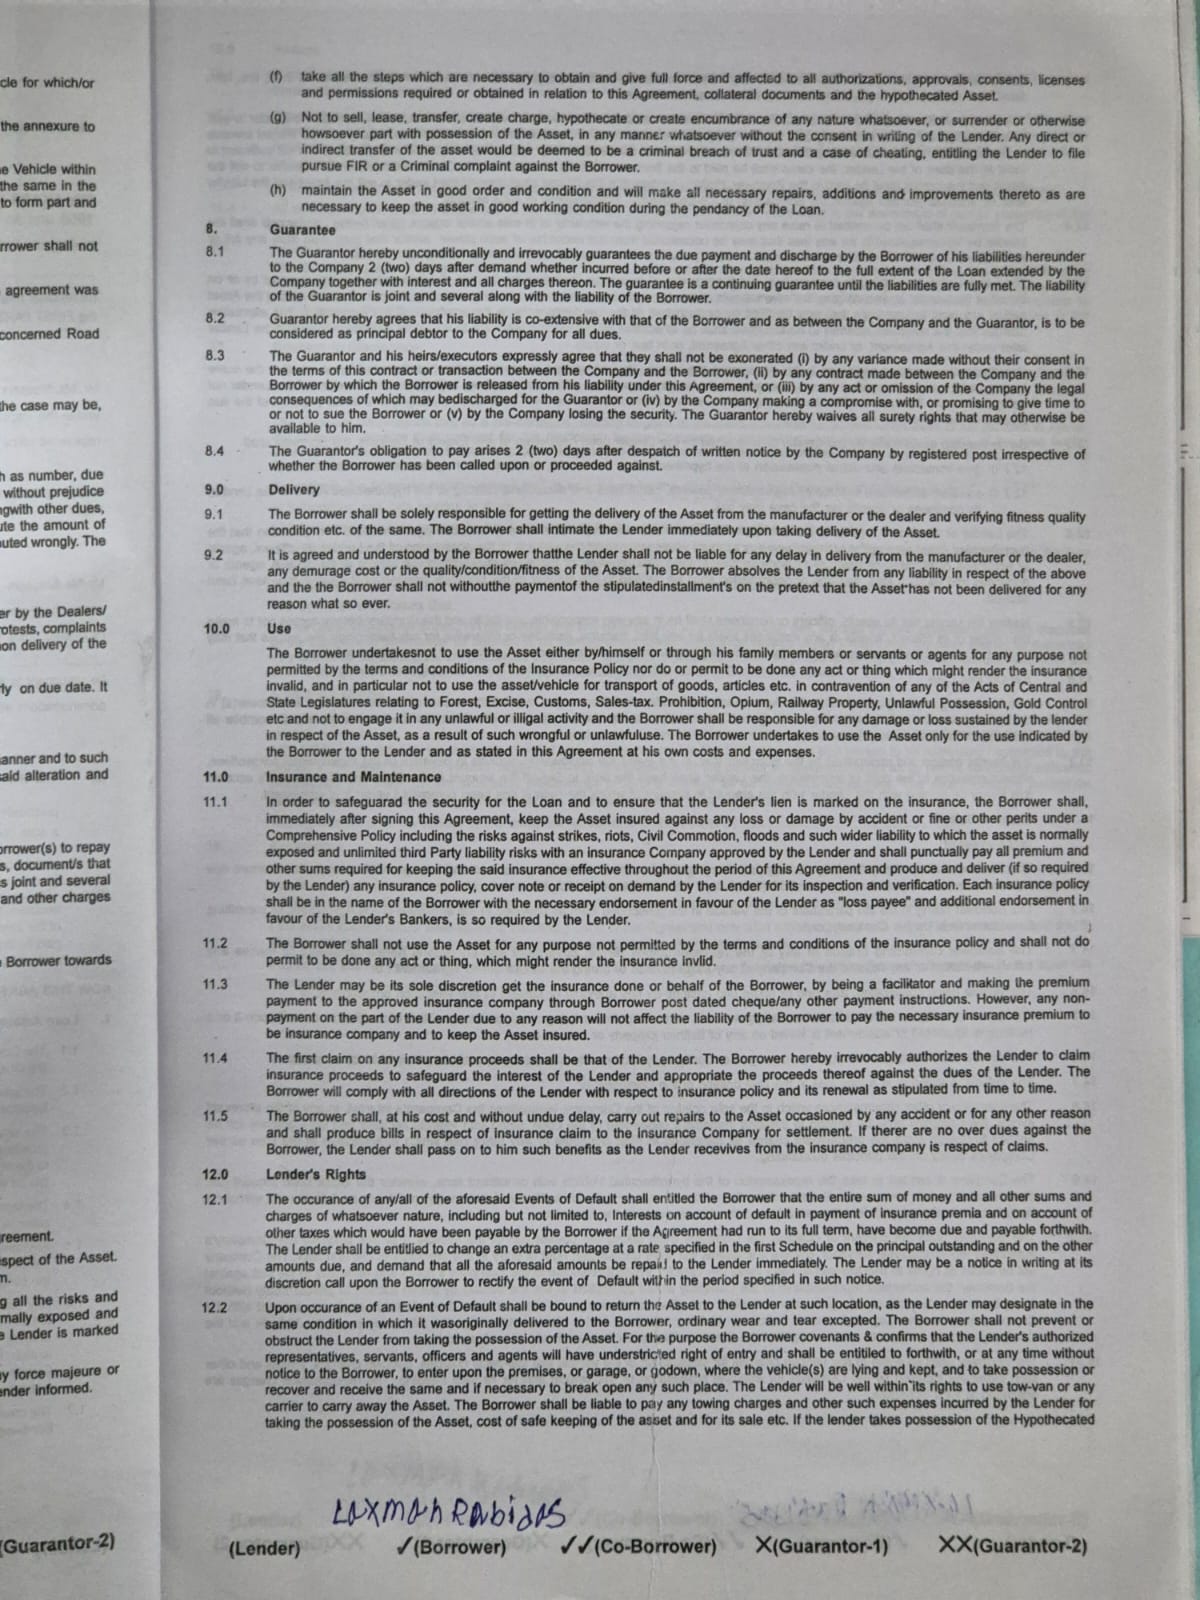 cle for which/or
the annexure to
e Vehicle within
the same in the
to form part and
rrower shall not
agreement was
concerned Road
the case may be,
h as number, due
without prejudice
ngwith other dues,
ute the amount of
outed wrongly. The
er by the Dealers/
rotests, complaints
on delivery of the
rly on due date. It
anner and to such
said alteration and
orrower(s) to repay
s, document/s that
s joint and several
and other charges
Borrower towards
reement.
spect of the Asset.
m.
g all the risks and
mally exposed and
e Lender is marked
ny force majeure or
ender informed.
(Guarantor-2)
(f) take all the steps which are necessary to obtain and give full force and affected to all authorizations, approvals, consents, licenses
and permissions required or obtained in relation to this Agreement, collateral documents and the hypothecated Asset.
(g) Not to sell, lease, transfer, create charge, hypothecate or create encumbrance of any nature whatsoever, or surrender or otherwise
howsoever part with possession of the Asset, in any manner whatsoever without the consent in writing of the Lender. Any direct or
indirect transfer of the asset would be deemed to be a criminal breach of trust and a case of cheating, entitling the Lender to file
pursue FIR or a Criminal complaint against the Borrower.
(h) maintain the Asset in good order and condition and will make all necessary repairs, additions and improvements thereto as are
necessary to keep the asset in good working condition during the pendancy of the Loan.
8. Guarantee
8.1 The Guarantor hereby unconditionally and irrevocably guarantees the due payment and discharge by the Borrower of his liabilities hereunder
to the Company 2 (two) days after demand whether incurred before or after the date hereof to the full extent of the Loan extended by the
Company together with interest and all charges thereon. The guarantee is a continuing guarantee until the liabilities are fully met. The liability
of the Guarantor is joint and several along with the liability of the Borrower.
8.2 Guarantor hereby agrees that his liability is co-extensive with that of the Borrower and as between the Company and the Guarantor, is to be
considered as principal debtor to the Company for all dues.
8.3 The Guarantor and his heirs/executors expressly agree that they shall not be exonerated (i) by any variance made without their consent in
the terms of this contract or transaction between the Company and the Borrower, (ii) by any contract made between the Company and the
Borrower by which the Borrower is released from his liability under this Agreement, or (iii) by any act or omission of the Company the legal
consequences of which may bedischarged for the Guarantor or (iv) by the Company making a compromise with, or promising to give time to
or not to sue the Borrower or (v) by the Company losing the security. The Guarantor hereby waives all surety rights that may otherwise be
available to him.
8.4 The Guarantor's obligation to pay arises 2 (two) days after despatch of written notice by the Company by registered post irrespective of
whether the Borrower has been called upon or proceeded against.
9.0 Delivery
9.1 The Borrower shall be solely responsible for getting the delivery of the Asset from the manufacturer or the dealer and verifying fitness quality
condition etc. of the same. The Borrower shall intimate the Lender immediately upon taking delivery of the Asset.
9.2 It is agreed and understood by the Borrower thatthe Lender shall not be liable for any delay in delivery from the manufacturer or the dealer,
any demurage cost or the quality/condition/fitness of the Asset. The Borrower absolves the Lender from any liability in respect of the above
and the the Borrower shall not withoutthe paymentof the stipulatedinstallment's on the pretext that the Asset has not been delivered for any
reason what so ever.
10.0 Use
The Borrower undertakesnot to use the Asset either by/himself or through his family members or servants or agents for any purpose not
permitted by the terms and conditions of the Insurance Policy nor do or permit to be done any act or thing which might render the insurance
invalid, and in particular not to use the asset/vehicle for transport of goods, articles etc. in contravention of any of the Acts of Central and
State Legislatures relating to Forest, Excise, Customs, Sales-tax. Prohibition, Opium, Railway Property, Unlawful Possession, Gold Control
etc and not to engage it in any unlawful or illigal activity and the Borrower shall be responsible for any damage or loss sustained by the lender
in respect of the Asset, as a result of such wrongful or unlawfuluse. The Borrower undertakes to use the Asset only for the use indicated by
the Borrower to the Lender and as stated in this Agreement at his own costs and expenses.
11.0 Insurance and Maintenance
11.1 In order to safeguarad the security for the Loan and to ensure that the Lender's lien is marked on the insurance, the Borrower shall,
immediately after signing this Agreement, keep the Asset insured against any loss or damage by accident or fine or other perits under a
Comprehensive Policy including the risks against strikes, riots, Civil Commotion, floods and such wider liability to which the asset is normally
exposed and unlimited third Party liability risks with an insurance Company approved by the Lender and shall punctually pay all premium and
other sums required for keeping the said insurance effective throughout the period of this Agreement and produce and deliver (if so required
by the Lender) any insurance policy, cover note or receipt on demand by the Lender for its inspection and verification. Each insurance policy
shall be in the name of the Borrower with the necessary endorsement in favour of the Lender as "loss payee" and additional endorsement in
favour of the Lender's Bankers, is so required by the Lender.
11.2 The Borrower shall not use the Asset for any purpose not permitted by the terms and conditions of the insurance policy and shall not do
permit to be done any act or thing, which might render the insurance invlid.
11.3 The Lender may be its sole discretion get the insurance done or behalf of the Borrower, by being a facilitator and making the premium
payment to the approved insurance company through Borrower post dated cheque/any other payment instructions. However, any non-
payment on the part of the Lender due to any reason will not affect the liability of the Borrower to pay the necessary insurance premium to
be insurance company and to keep the Asset insured.
11.4 The first claim on any insurance proceeds shall be that of the Lender. The Borrower hereby irrevocably authorizes the Lender to claim
insurance proceeds to safeguard the interest of the Lender and appropriate the proceeds thereof against the dues of the Lender. The
Borrower will comply with all directions of the Lender with respect to insurance policy and its renewal as stipulated from time to time.
11.5 The Borrower shall, at his cost and without undue delay, carry out repairs to the Asset occasioned by any accident or for any other reason
and shall produce bills in respect of insurance claim to the insurance Company for settlement. If therer are no over dues against the
Borrower, the Lender shall pass on to him such benefits as the Lender recevives from the insurance company is respect of claims.
12.0 Lender's Rights
12.1 The occurance of any/all of the aforesaid Events of Default shall entitled the Borrower that the entire sum of money and all other sums and
charges of whatsoever nature, including but not limited to, Interests on account of default in payment of insurance premia and on account of
other taxes which would have been payable by the Borrower if the Agreement had run to its full term, have become due and payable forthwith.
The Lender shall be entitlied to change an extra percentage at a rate specified in the first Schedule on the principal outstanding and on the other
amounts due, and demand that all the aforesaid amounts be repaid to the Lender immediately. The Lender may be a notice in writing at its
discretion call upon the Borrower to rectify the event of Default within the period specified in such notice.
12.2 Upon occurance of an Event of Default shall be bound to return the Asset to the Lender at such location, as the Lender may designate in the
same condition in which it wasoriginally delivered to the Borrower, ordinary wear and tear excepted. The Borrower shall not prevent or
obstruct the Lender from taking the possession of the Asset. For the purpose the Borrower covenants & confirms that the Lender's authorized
representatives, servants, officers and agents will have understricted right of entry and shall be entitiled to forthwith, or at any time without
notice to the Borrower, to enter upon the premises, or garage, or godown, where the vehicle(s) are lying and kept, and to take possession or
recover and receive the same and if necessary to break open any such place. The Lender will be well within its rights to use tow-van or any
carrier to carry away the Asset. The Borrower shall be liable to pay any towing charges and other such expenses incurred by the Lender for
taking the possession of the Asset, cost of safe keeping of the asset and for its sale etc. If the lender takes possession of the Hypothecated
Laxman Rabidas
(Lender) ✓(Borrower) ✓✓(Co-Borrower) X(Guarantor-1) XX(Guarantor-2)